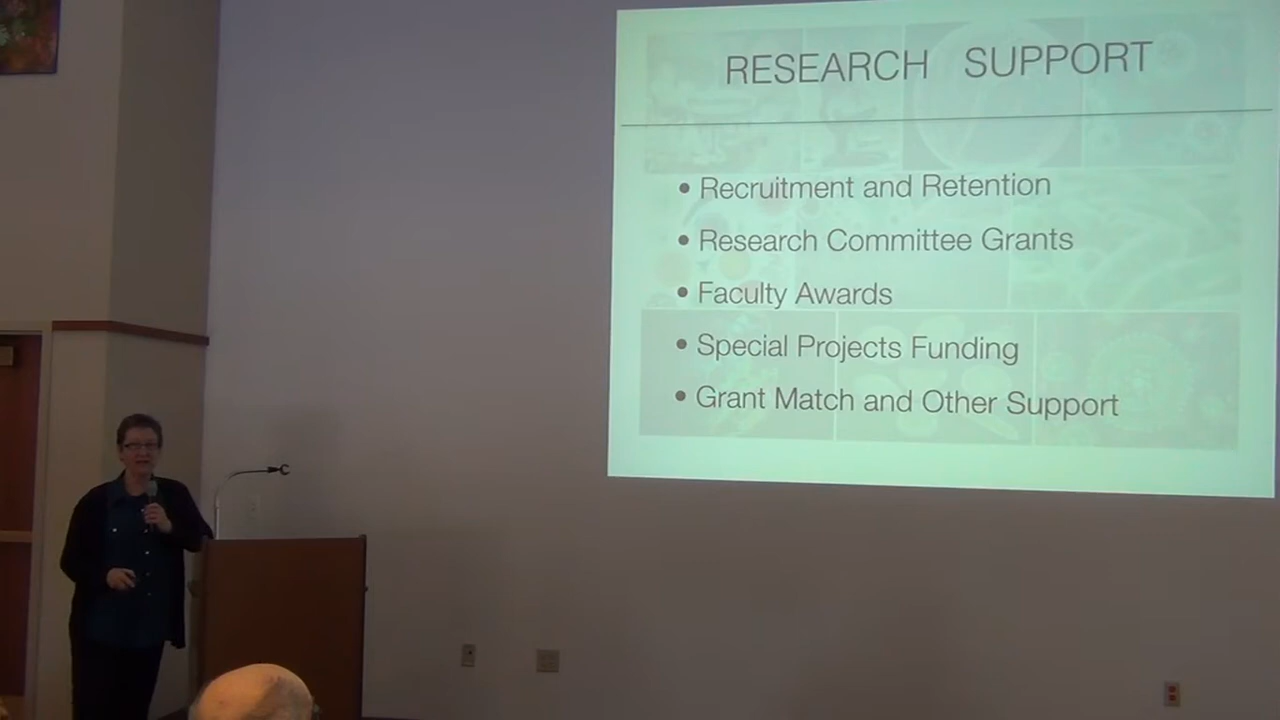 RESEARCH SUPPORT
• Recruitment and Retention
• Research Committee Grants
• Faculty Awards
• Special Projects Funding
• Grant Match and Other Support